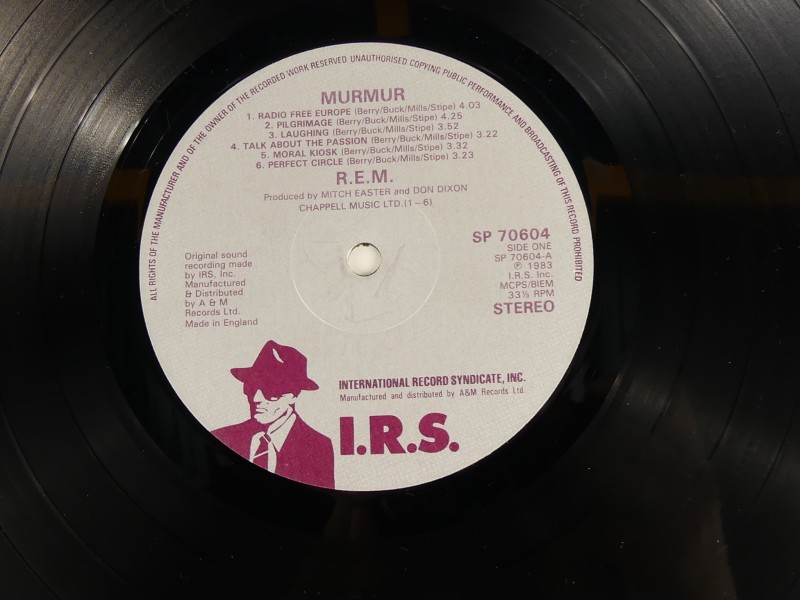 ALL RIGHTS OF THE MANUFACTURER AND OF THE OWNER OF THE RECORDED WORK RESERVED. UNAUTHORISED COPYING PUBLIC PERFORMANCE AND BROADCASTING OF THIS RECORD PROHIBITED
MURMUR
1. RADIO FREE EUROPE (Berry/Buck/Mills/Stipe) 4.03
2. PILGRIMAGE (Berry/Buck/Mills/Stipe) 4.25
3. LAUGHING (Berry/Buck/Mills/Stipe) 3.52
4. TALK ABOUT THE PASSION (Berry/Buck/Mills/Stipe) 3.22
5. MORAL KIOSK (Berry/Buck/Mills/Stipe) 3.32
6. PERFECT CIRCLE (Berry/Buck/Mills/Stipe) 3.23
R.E.M.
Produced by MITCH EASTER and DON DIXON
CHAPPELL MUSIC LTD.(1–6)
SP 70604
SIDE ONE
SP 70604-A
℗ 1983
I.R.S. Inc.
MCPS/BIEM
33⅓ RPM
STEREO
Original sound
recording made
by IRS, Inc.
Manufactured
& Distributed
by A & M
Records Ltd.
Made in England
INTERNATIONAL RECORD SYNDICATE, INC.
Manufactured and distributed by A&M Records Ltd.
I.R.S.